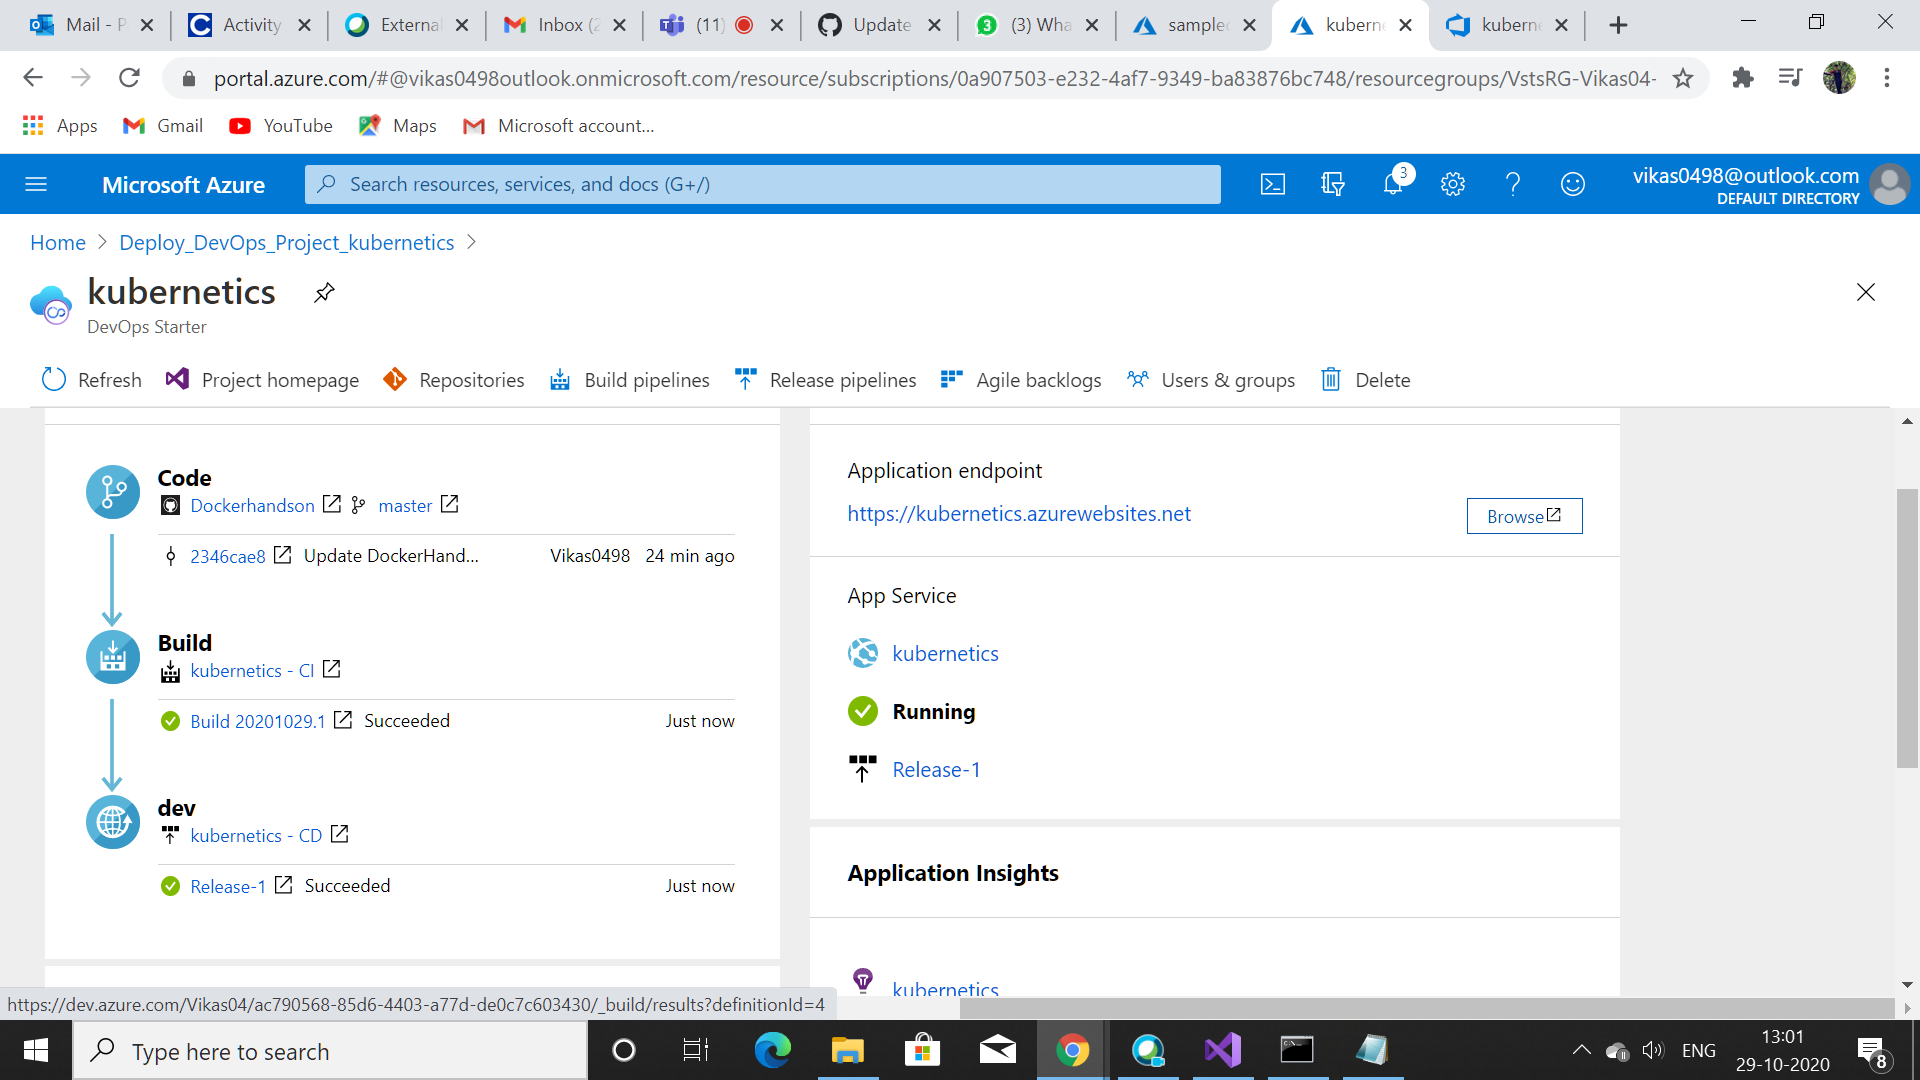 Mail - P
Activity
External
Inbox (2
(11)
Update
(3) Wha
sample
kuberne
kuberne
portal.azure.com/#@vikas0498outlook.onmicrosoft.com/resource/subscriptions/0a907503-e232-4af7-9349-ba83876bc748/resourcegroups/VstsRG-Vikas04-
Apps
Gmail
YouTube
Maps
Microsoft account...
Microsoft Azure
Search resources, services, and docs (G+/)
3
vikas0498@outlook.com
DEFAULT DIRECTORY
Home > Deploy_DevOps_Project_kubernetics >
kubernetics
DevOps Starter
Refresh
Project homepage
Repositories
Build pipelines
Release pipelines
Agile backlogs
Users & groups
Delete
Code
Dockerhandson master
2346cae8 Update DockerHand... Vikas0498 24 min ago
Build
kubernetics - CI
Build 20201029.1 Succeeded Just now
dev
kubernetics - CD
Release-1 Succeeded Just now
Application endpoint
https://kubernetics.azurewebsites.net
Browse
App Service
kubernetics
Running
Release-1
Application Insights
kubernetics
https://dev.azure.com/Vikas04/ac790568-85d6-4403-a77d-de0c7c603430/_build/results?definitionId=4
Type here to search
ENG
13:01
29-10-2020
8